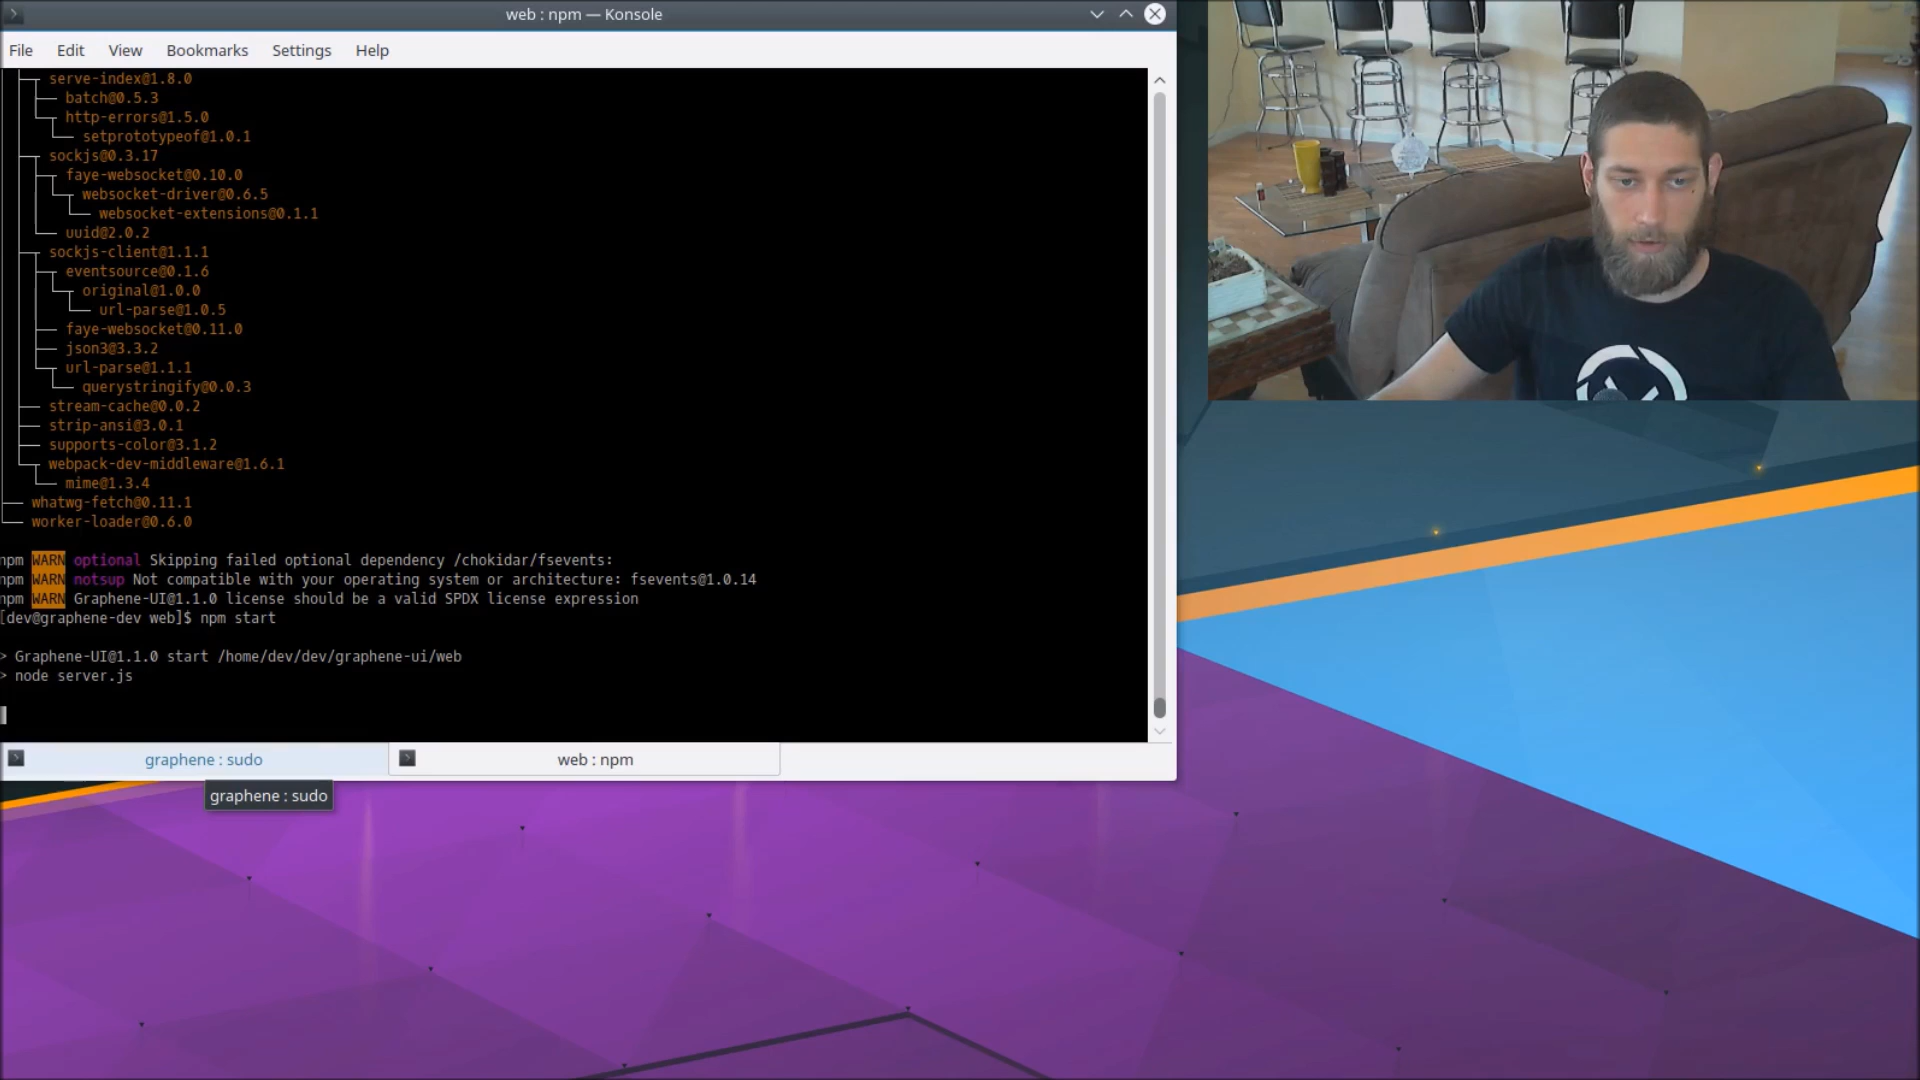 web : npm — Konsole
File Edit View Bookmarks Settings Help
serve-index@1.8.0
batch@0.5.3
http-errors@1.5.0
setprototypeof@1.0.1
sockjs@0.3.17
faye-websocket@0.10.0
websocket-driver@0.6.5
websocket-extensions@0.1.1
uuid@2.0.2
sockjs-client@1.1.1
eventsource@0.1.6
original@1.0.0
url-parse@1.0.5
faye-websocket@0.11.0
json3@3.3.2
url-parse@1.1.1
querystringify@0.0.3
stream-cache@0.0.2
strip-ansi@3.0.1
supports-color@3.1.2
webpack-dev-middleware@1.6.1
mime@1.3.4
whatwg-fetch@0.11.1
worker-loader@0.6.0
npm WARN optional Skipping failed optional dependency /chokidar/fsevents:
npm WARN notsup Not compatible with your operating system or architecture: fsevents@1.0.14
npm WARN Graphene-UI@1.1.0 license should be a valid SPDX license expression
[dev@graphene-dev web]$ npm start
> Graphene-UI@1.1.0 start /home/dev/dev/graphene-ui/web
> node server.js
graphene : sudo
web : npm
graphene : sudo